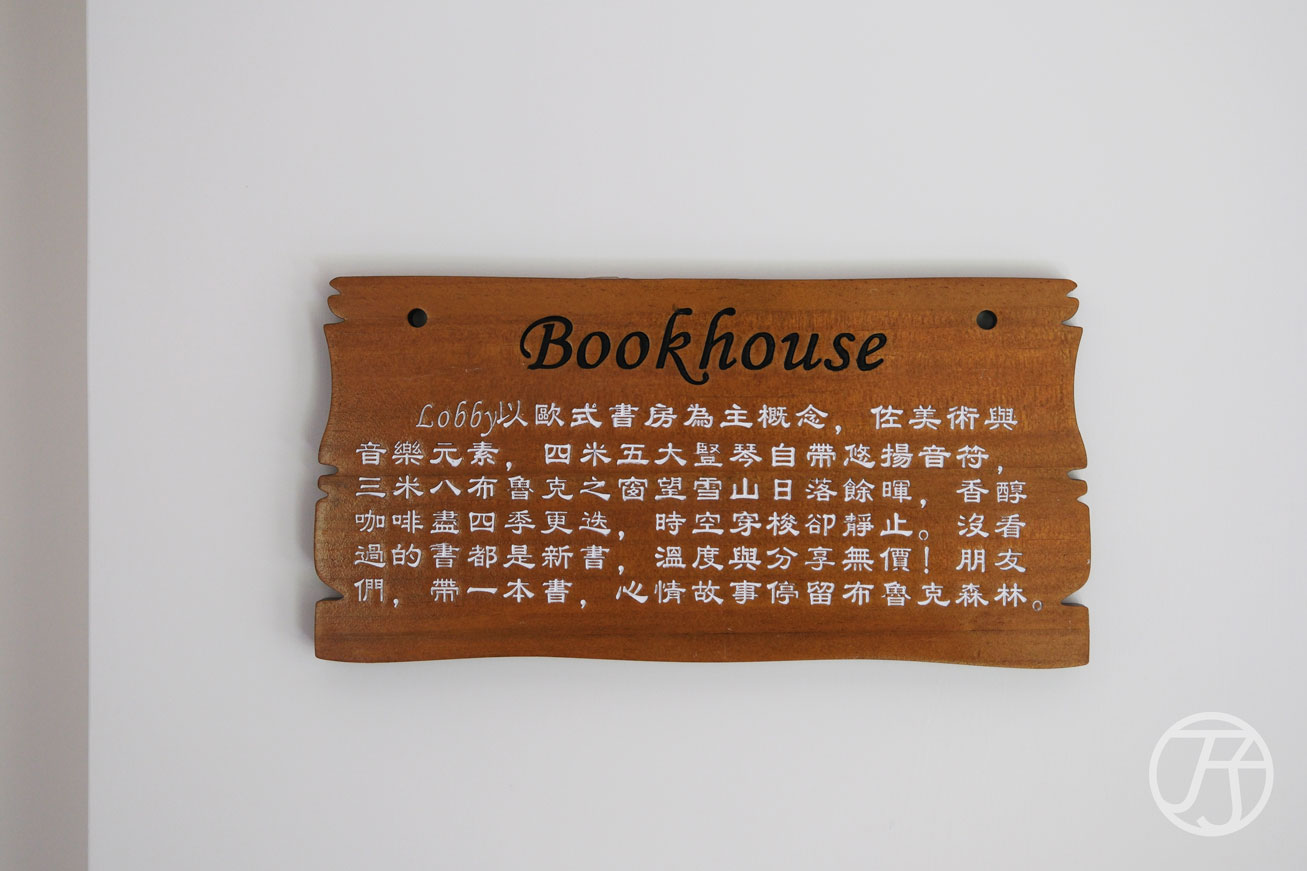 Bookhouse
Lobby以歐式書房為主概念，佐美術與
音樂元素，四米五大豎琴自帶悠揚音符，
三米八布魯克之窗望雪山日落餘暉，香醇
咖啡盡四季更迭，時空穿梭卻靜止。沒看
過的書都是新書，溫度與分享無價！朋友
們，帶一本書，心情故事停留布魯克森林。